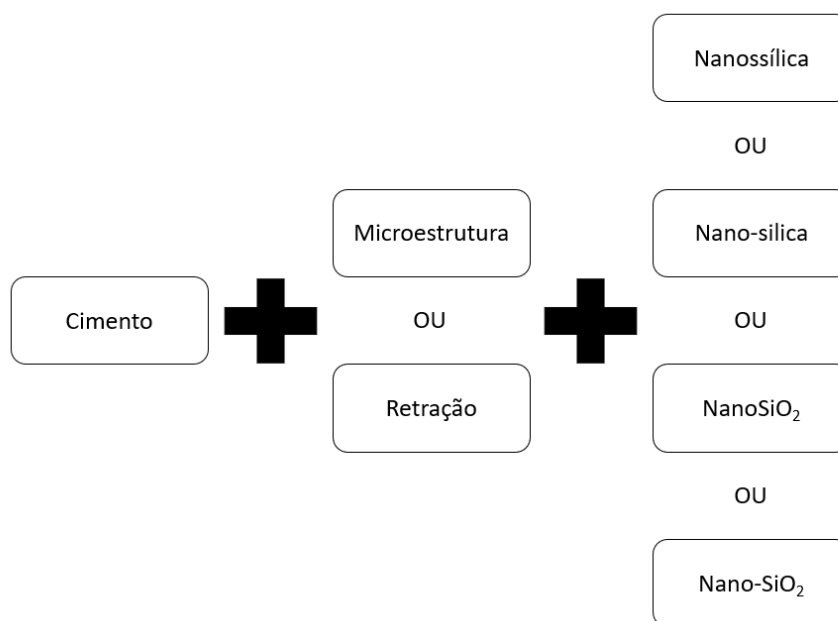 Cimento
Microestrutura
OU
Retração
Nanossílica
OU
Nano-silica
OU
NanoSiO₂
OU
Nano-SiO₂